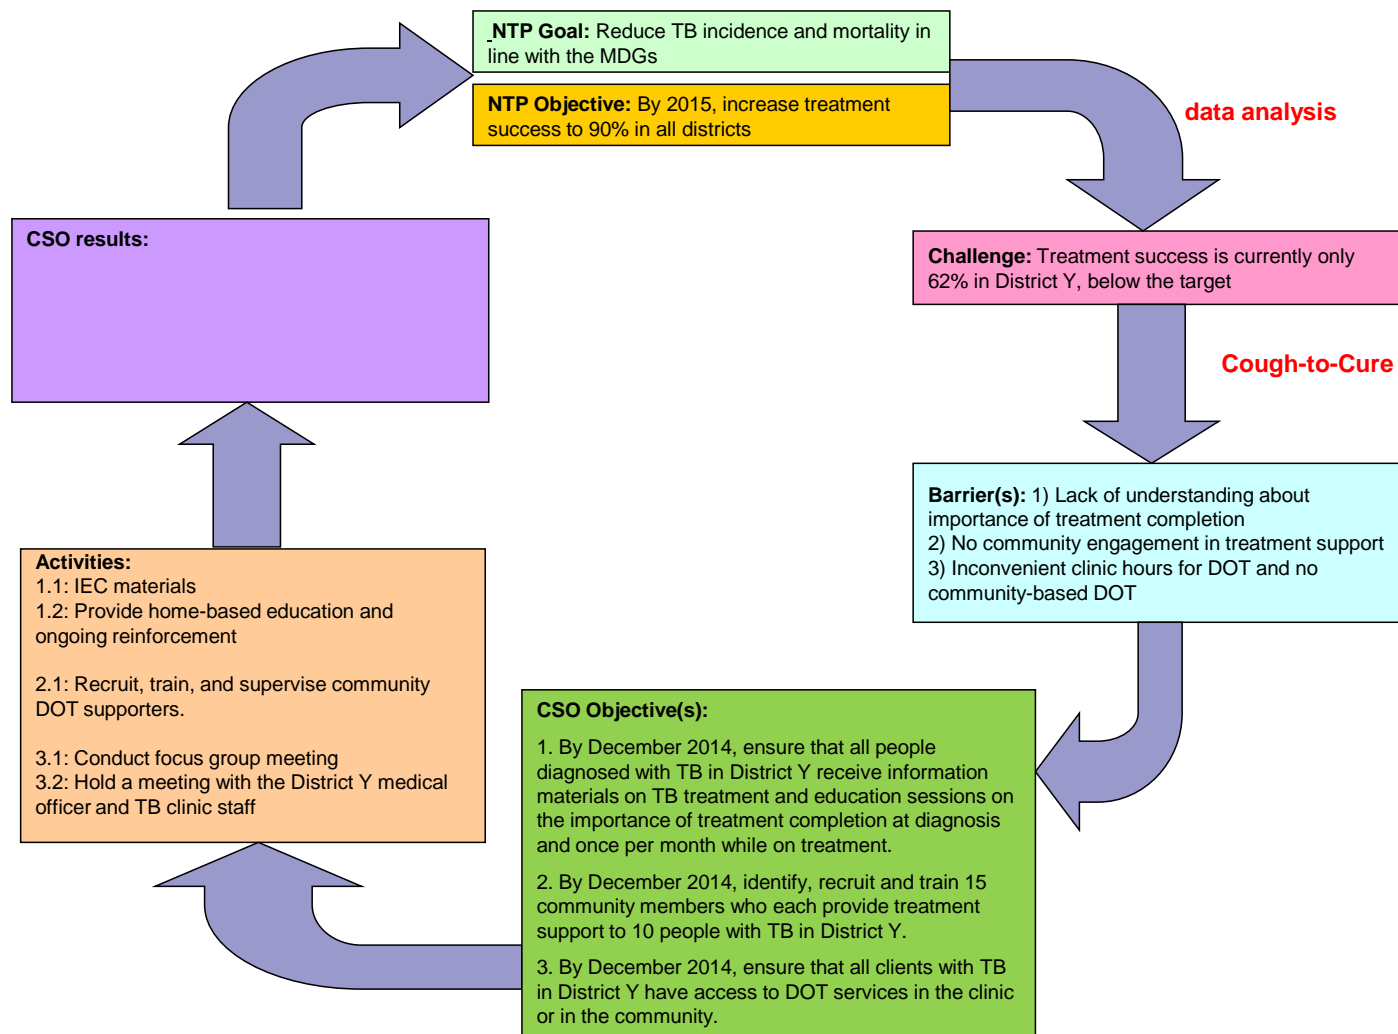 NTP Goal: Reduce TB incidence and mortality in
line with the MDGs
NTP Objective: By 2015, increase treatment
success to 90% in all districts
data analysis
Challenge: Treatment success is currently only
62% in District Y, below the target
Cough-to-Cure
Barrier(s): 1) Lack of understanding about
importance of treatment completion
2) No community engagement in treatment support
3) Inconvenient clinic hours for DOT and no
community-based DOT
CSO Objective(s):
1. By December 2014, ensure that all people
diagnosed with TB in District Y receive information
materials on TB treatment and education sessions on
the importance of treatment completion at diagnosis
and once per month while on treatment.
2. By December 2014, identify, recruit and train 15
community members who each provide treatment
support to 10 people with TB in District Y.
3. By December 2014, ensure that all clients with TB
in District Y have access to DOT services in the clinic
or in the community.
Activities:
1.1: IEC materials
1.2: Provide home-based education and
ongoing reinforcement
2.1: Recruit, train, and supervise community
DOT supporters.
3.1: Conduct focus group meeting
3.2: Hold a meeting with the District Y medical
officer and TB clinic staff
CSO results: